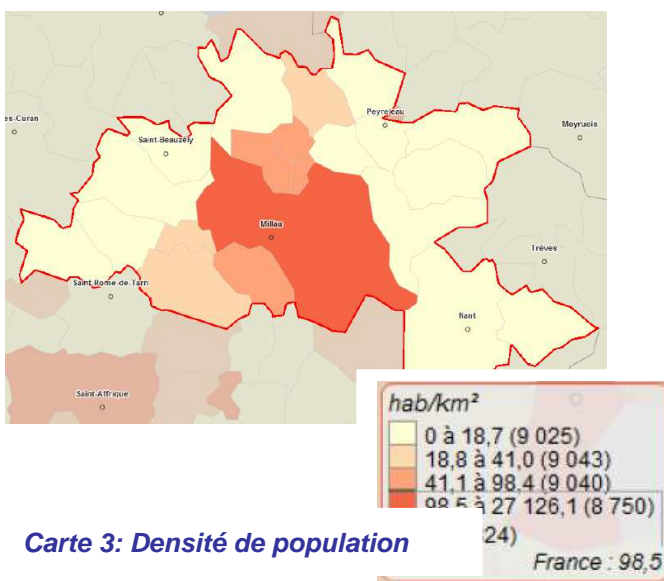 es-Curan
Peyreleau
Meyrueis
Saint-Beauzély
Millau
Trèves
Saint-Rome-de-Tarn
Nant
Saint-Affrique
hab/km²
0 à 18,7 (9 025)
18,8 à 41,0 (9 043)
41,1 à 98,4 (9 040)
98,5 à 27 126,1 (8 750)
24)
France : 98,5
Carte 3: Densité de population